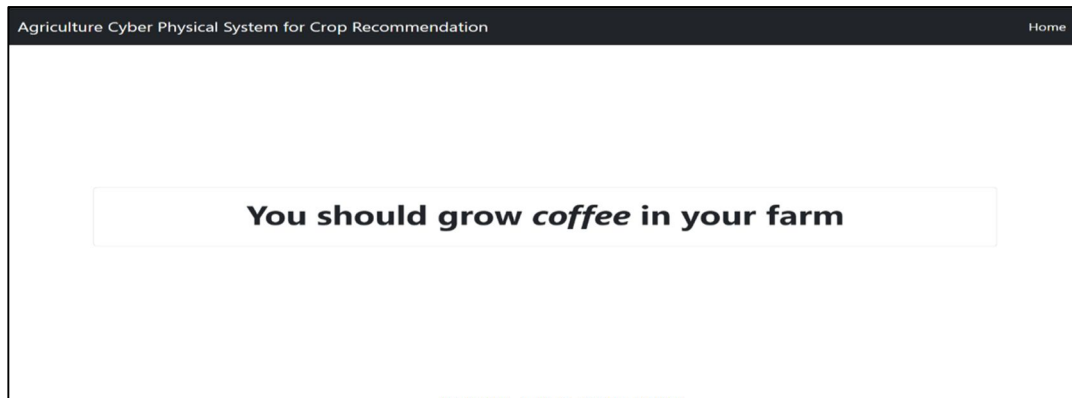 Agriculture Cyber Physical System for Crop Recommendation
Home
You should grow coffee in your farm